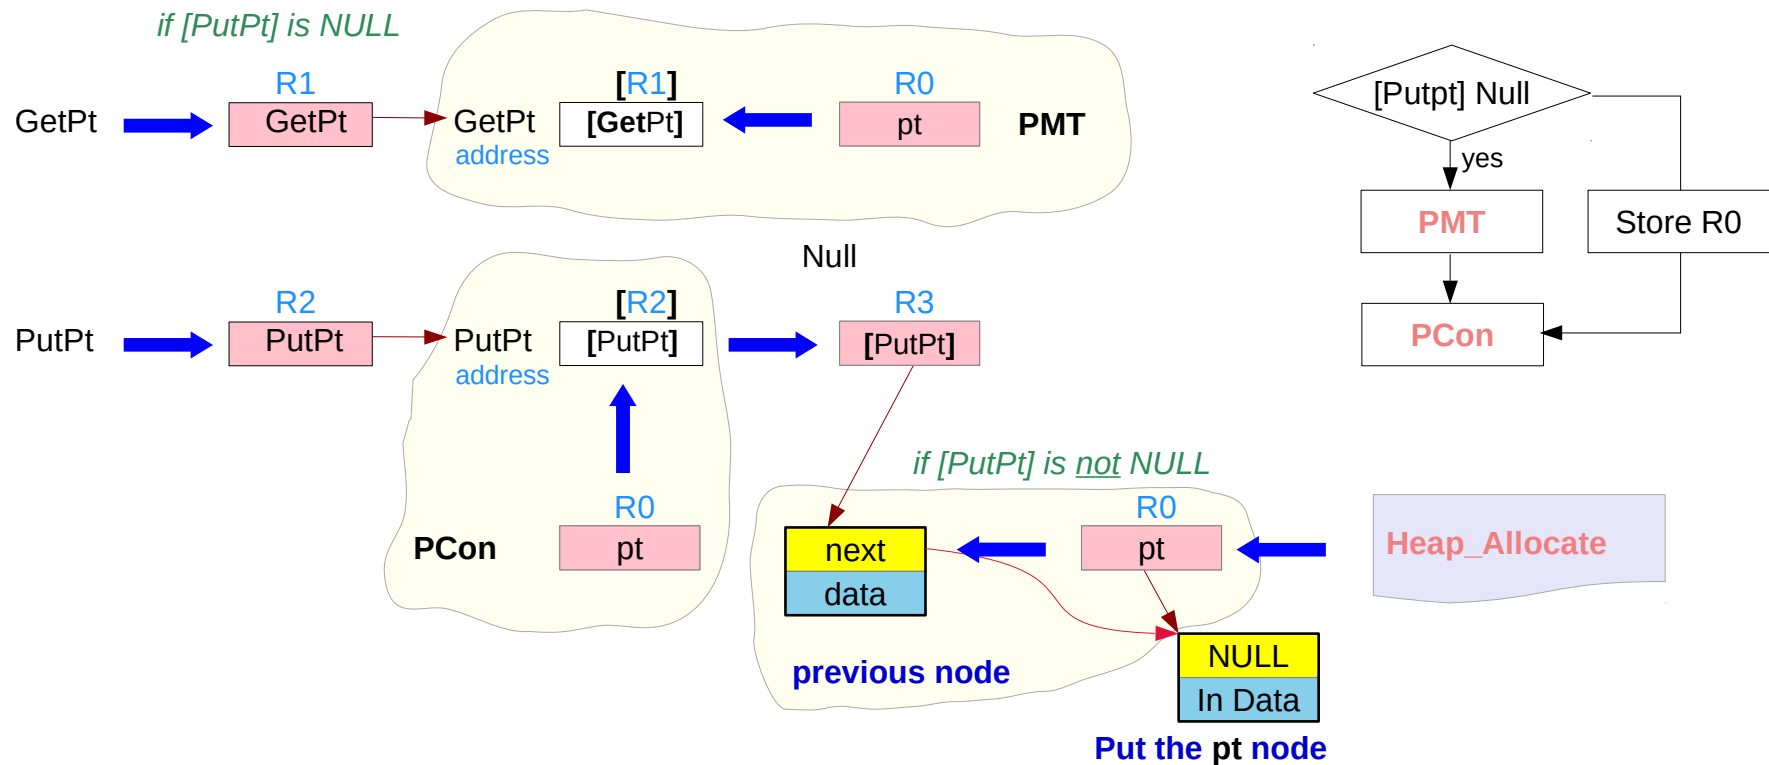 if [PutPt] is NULL
R1
[R1]
R0
[Putpt] Null
GetPt
GetPt
GetPt
[GetPt]
pt
PMT
address
yes
PMT
Store R0
Null
R2
[R2]
R3
PutPt
PutPt
PutPt
[PutPt]
[PutPt]
PCon
address
if [PutPt] is not NULL
R0
R0
PCon
pt
next
pt
Heap_Allocate
data
previous node
NULL
In Data
Put the pt node